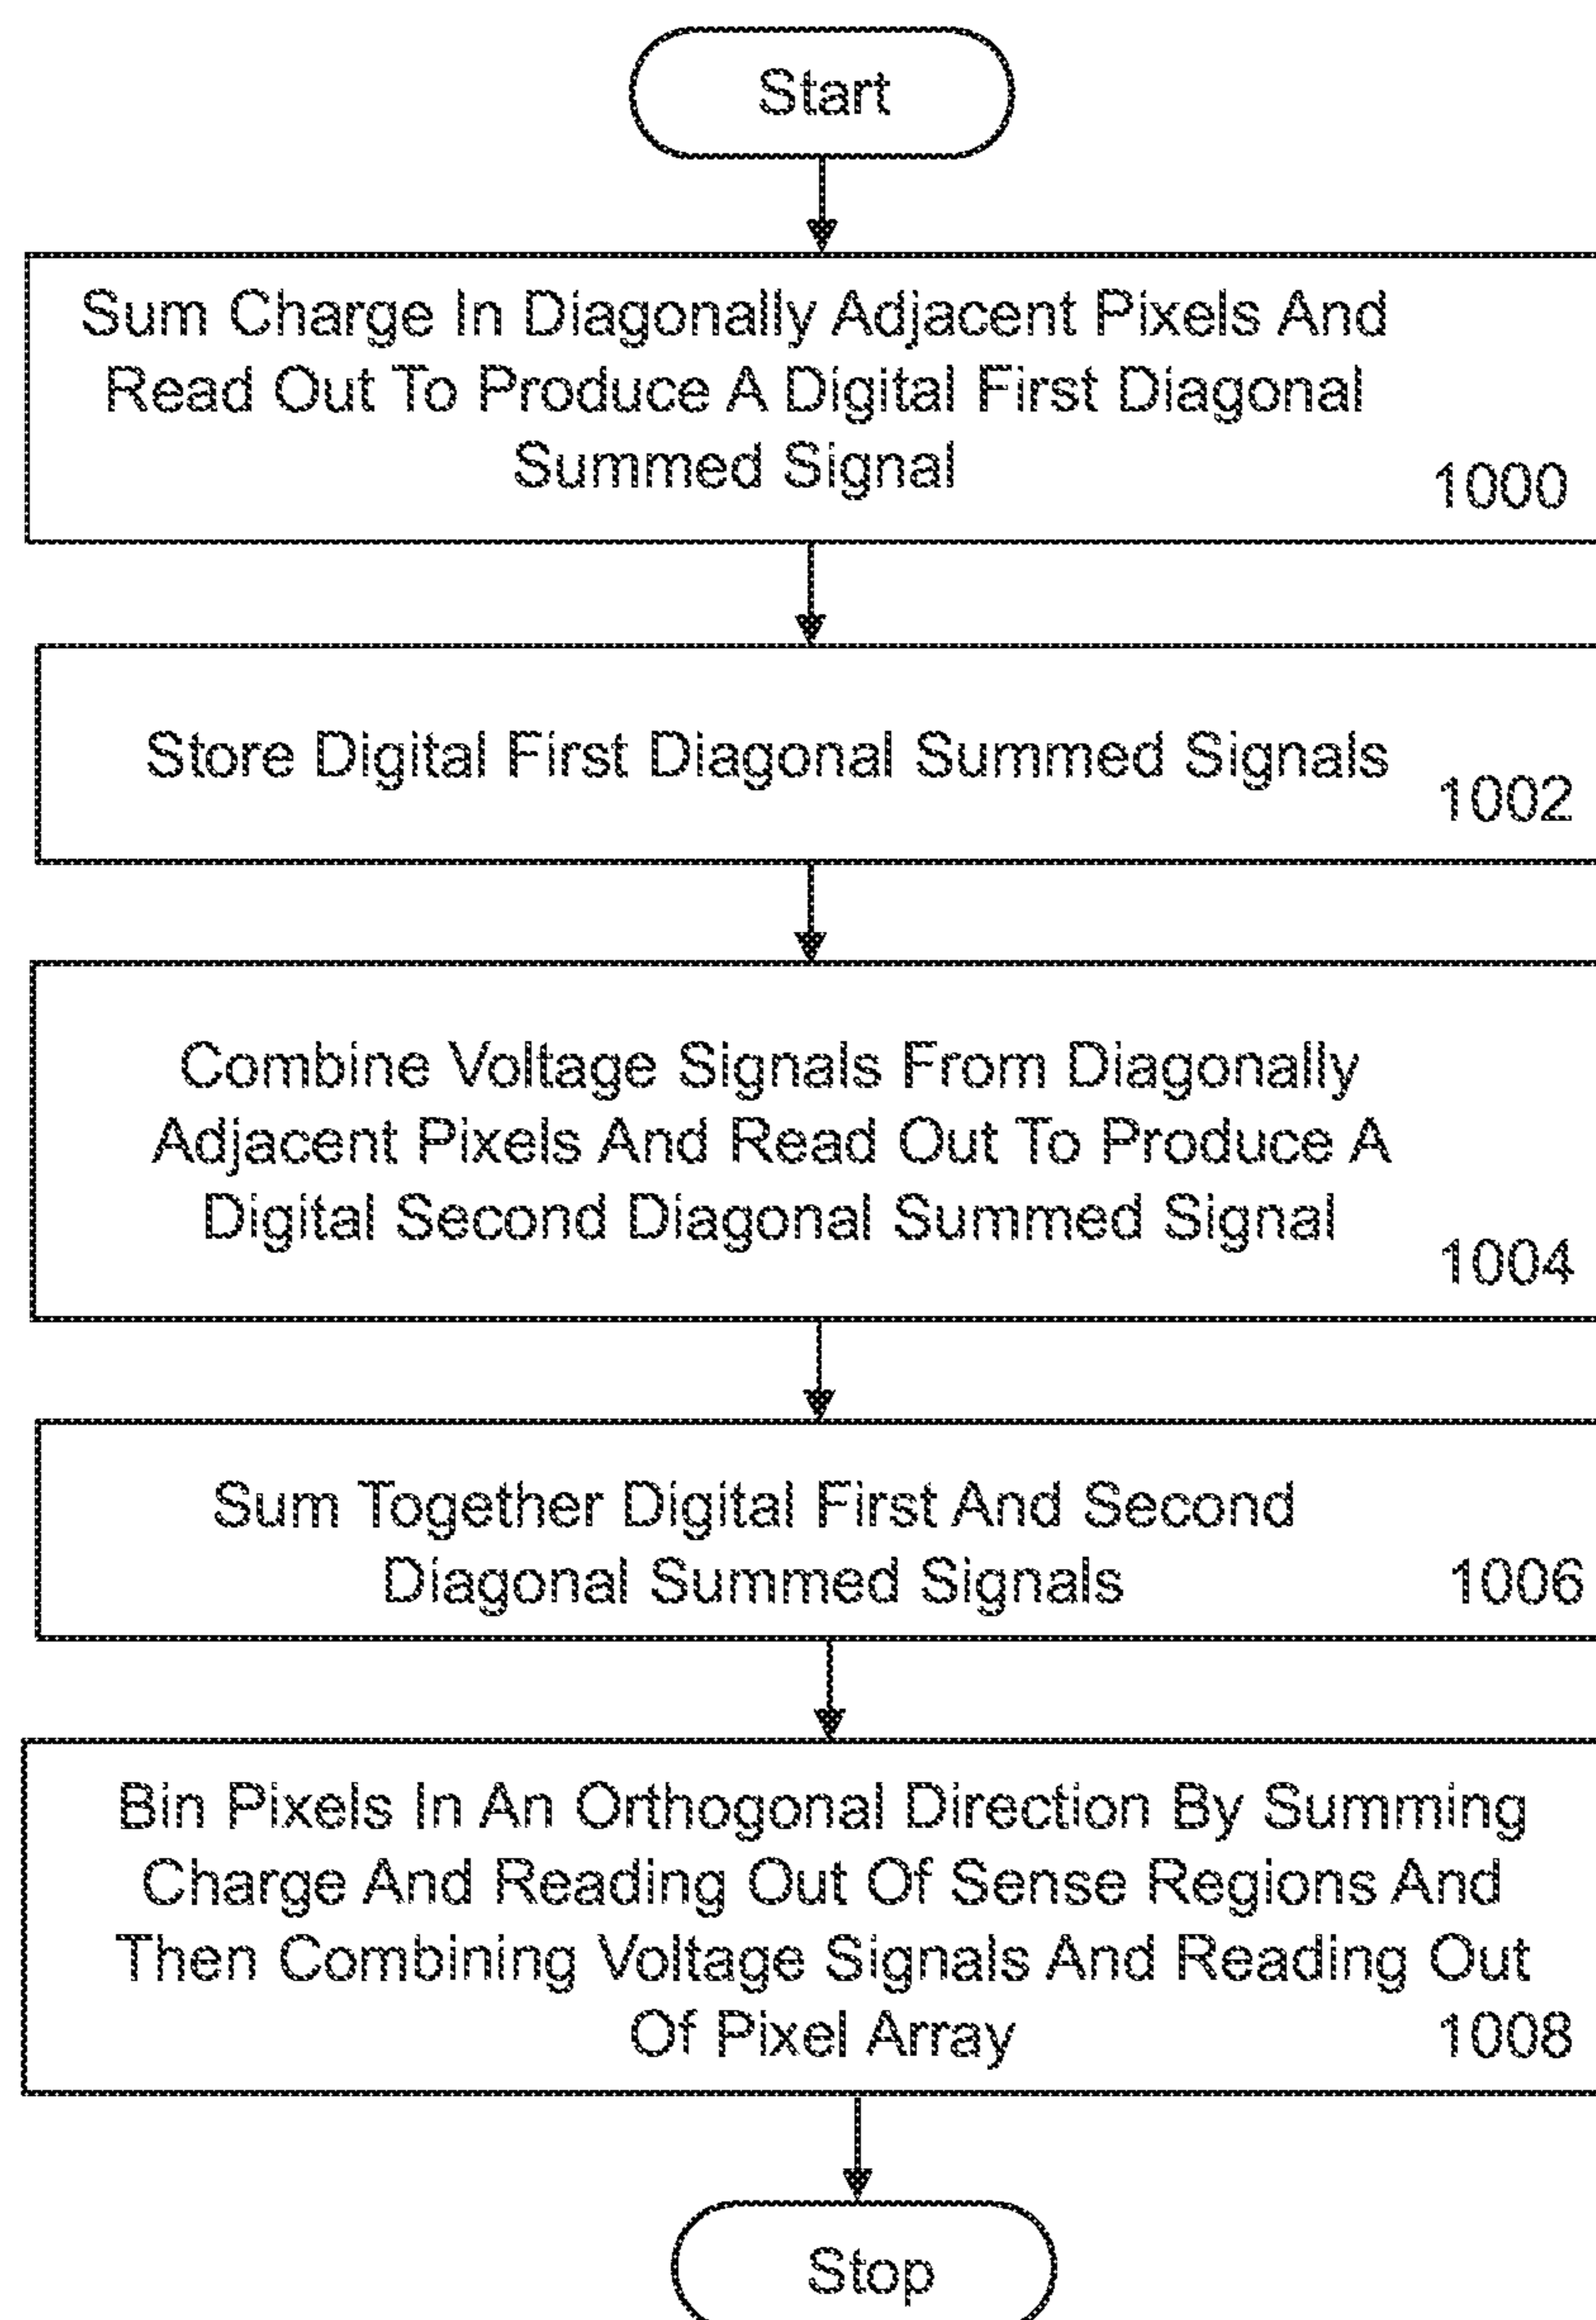 Start
Sum Charge In Diagonally Adjacent Pixels And
Read Out To Produce A Digital First Diagonal
Summed Signal
1000
Store Digital First Diagonal Summed Signals
1002
Combine Voltage Signals From Diagonally
Adjacent Pixels And Read Out To Produce A
Digital Second Diagonal Summed Signal
1004
Sum Together Digital First And Second
Diagonal Summed Signals
1006
Bin Pixels In An Orthogonal Direction By Summing
Charge And Reading Out Of Sense Regions And
Then Combining Voltage Signals And Reading Out
Of Pixel Array
1008
Stop